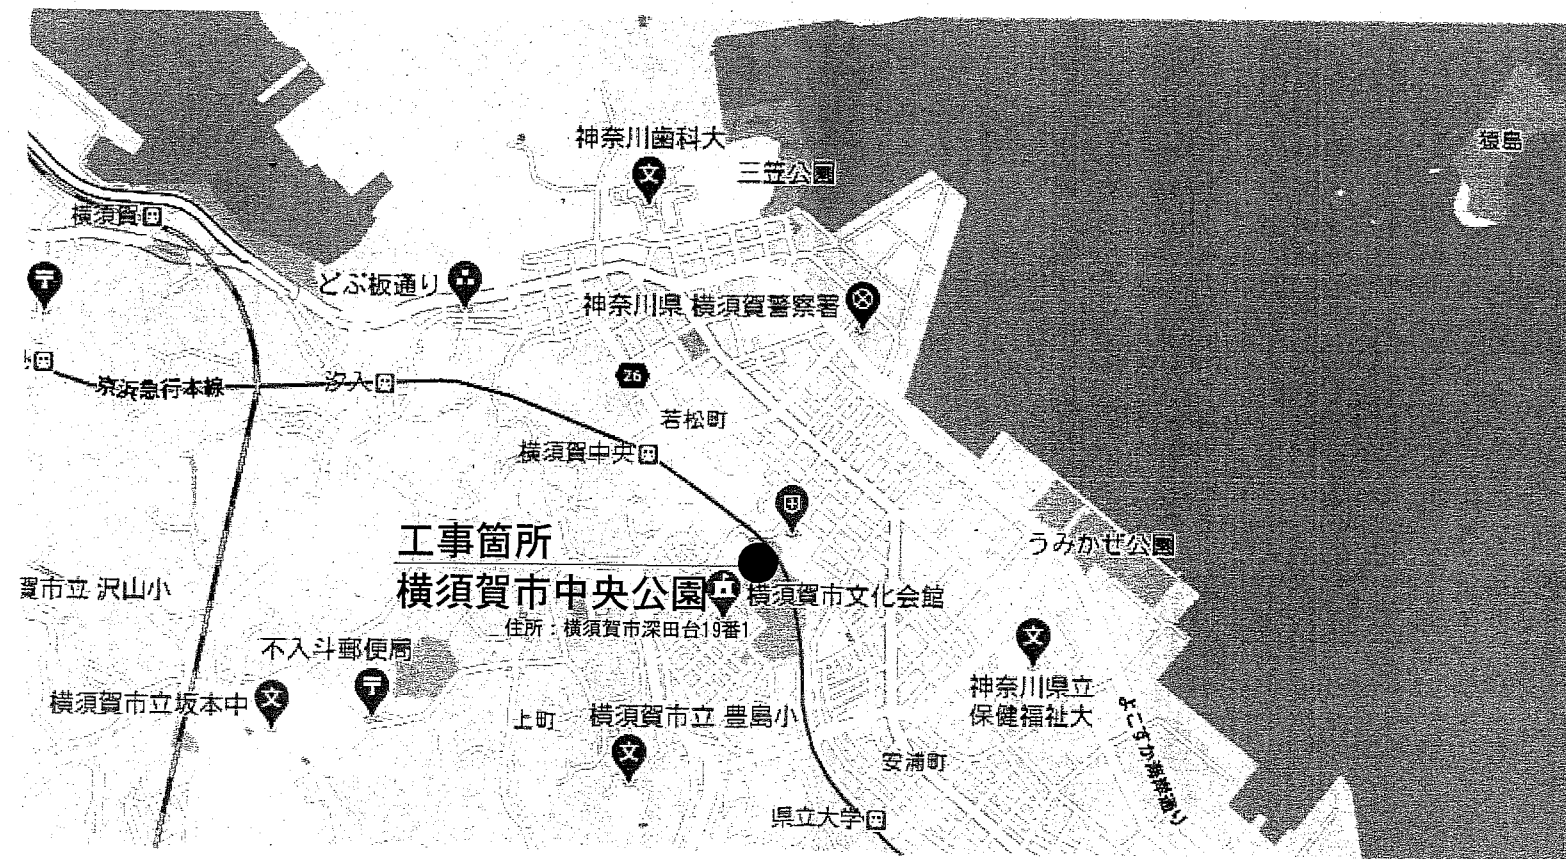 神奈川歯科大
猿島
三笠公園
横須賀
どぶ板通り
神奈川県 横須賀警察署
26
京浜急行本線
汐入
若松町
横須賀中央
工事箇所
うみかぜ公園
賀市立 沢山小
横須賀市中央公園
横須賀市文化会館
住所：横須賀市深田台19番1
不入斗郵便局
神奈川県立
保健福祉大
横須賀市立坂本中
上町
横須賀市立 豊島小
よこすか海岸通り
安浦町
県立大学